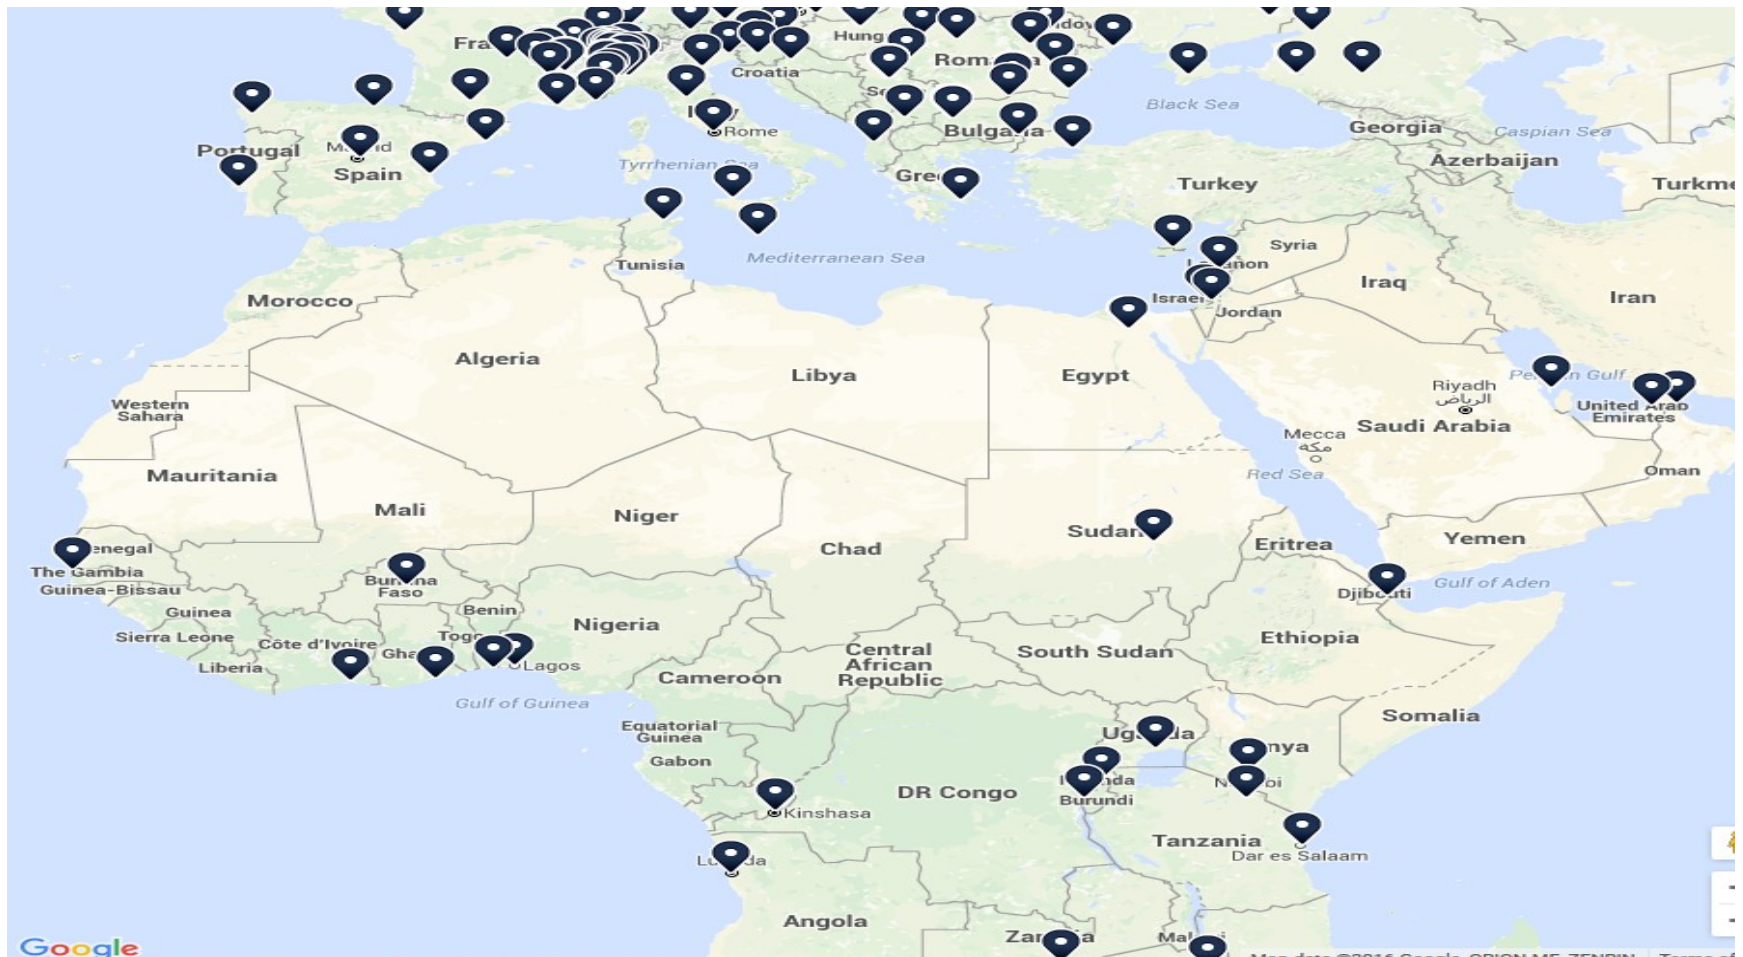 Hung
Croatia
Black Sea
Rome
Bulgaria
Georgia
Caspian Sea
Portugal
Azerbaijan
Tyrrhenian Sea
Spain
Turkey
Syria
Mediterranean Sea
Tunisia
Iraq
Iran
Israel
Jordan
Morocco
Algeria
Libya
Egypt
Riyadh
الرياض
United Arab
Emirates
Western
Sahara
Saudi Arabia
Mecca
مكة
Red Sea
Oman
Mauritania
Mali
Niger
Sudan
Chad
Eritrea
Yemen
The Gambia
Guinea-Bissau
Faso
Gulf of Aden
Djibouti
Guinea
Benin
Nigeria
Sierra Leone
Côte d'Ivoire
Liberia
Lagos
Ethiopia
South Sudan
Central
African
Republic
Cameroon
Gulf of Guinea
Equatorial
Guinea
Somalia
Gabon
DR Congo
Burundi
Kinshasa
Tanzania
Dar es Salaam
Angola
Google